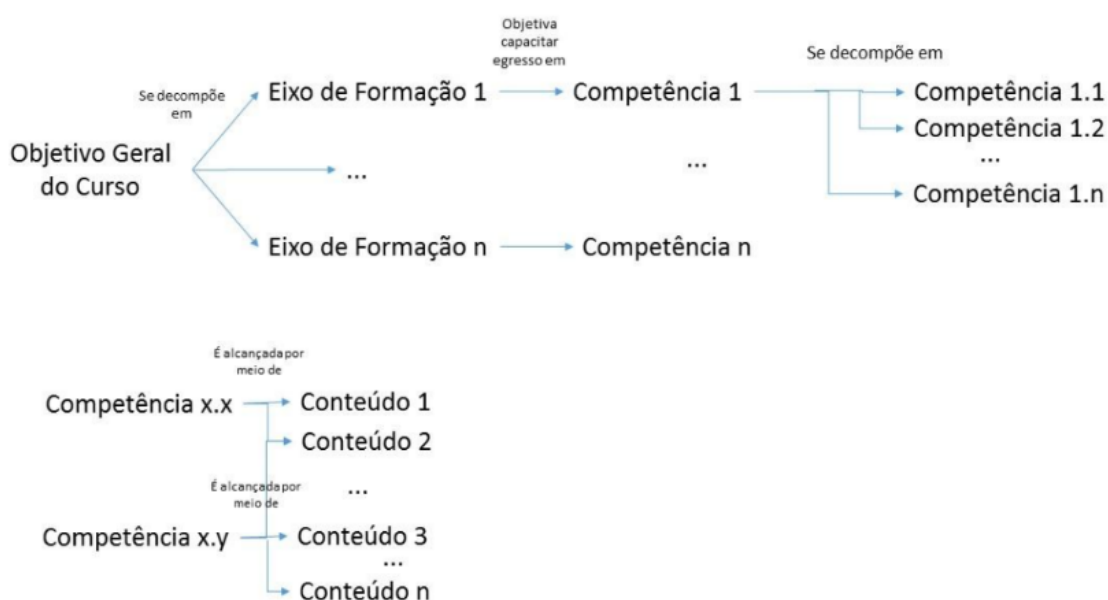 Objetiva
capacitar
egresso em
Se decompõe em
Se decompõe
em
Eixo de Formação 1
Competência 1
Competência 1.1
Competência 1.2
...
Objetivo Geral
do Curso
...
...
Competência 1.n
Eixo de Formação n
Competência n
É alcançada por
meio de
Competência x.x
Conteúdo 1
Conteúdo 2
...
É alcançada por
meio de
Competência x.y
Conteúdo 3
...
Conteúdo n